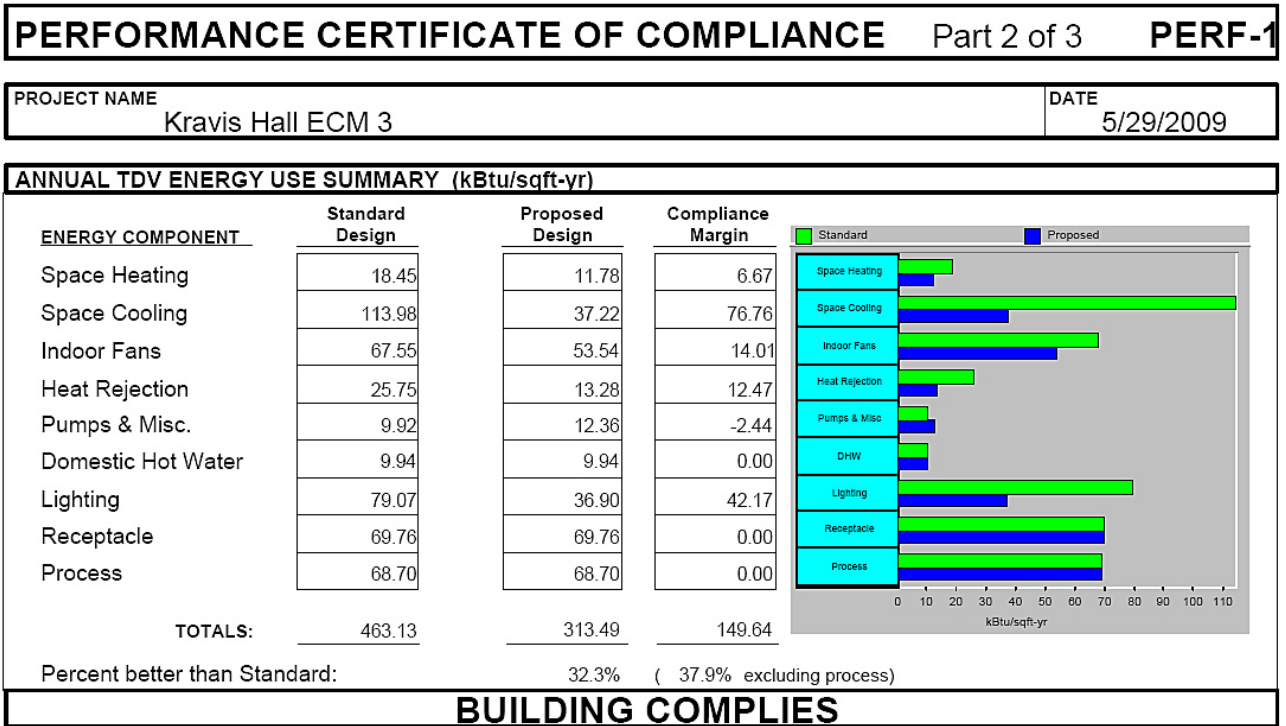 PERFORMANCE CERTIFICATE OF COMPLIANCE Part 2 of 3 PERF-1
PROJECT NAME DATE
Kravis Hall ECM 3 5/29/2009
ANNUAL TDV ENERGY USE SUMMARY (kBtu/sqft-yr)
Standard Proposed Compliance
ENERGY COMPONENT Design Design Margin
Space Heating 18.45 11.78 6.67
Space Cooling 113.98 37.22 76.76
Indoor Fans 67.55 53.54 14.01
Heat Rejection 25.75 13.28 12.47
Pumps & Misc. 9.92 12.36 -2.44
Domestic Hot Water 9.94 9.94 0.00
Lighting 79.07 36.90 42.17
Receptacle 69.76 69.76 0.00
Process 68.70 68.70 0.00
TOTALS: 463.13 313.49 149.64
Standard Proposed
Space Heating
Space Cooling
Indoor Fans
Heat Rejection
Pumps & Misc
DHW
Lighting
Receptacle
Process
0 10 20 30 40 50 60 70 80 90 100 110
kBtu/sqft-yr
Percent better than Standard: 32.3% ( 37.9% excluding process)
BUILDING COMPLIES